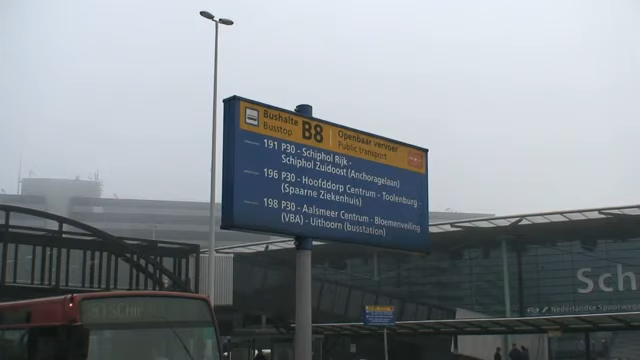 Bushalte
Busstop
B8
Openbaar vervoer
Public transport
191 P30 - Schiphol Rijk -
Schiphol Zuidoost (Anchoragelaan)
196 P30 - Hoofddorp Centrum - Toolenburg -
(Spaarne Ziekenhuis)
198 P30 - Aalsmeer Centrum - Bloemenveiling
(VBA) - Uithoorn (busstation)
Sch
Nederlandse Spoorwe